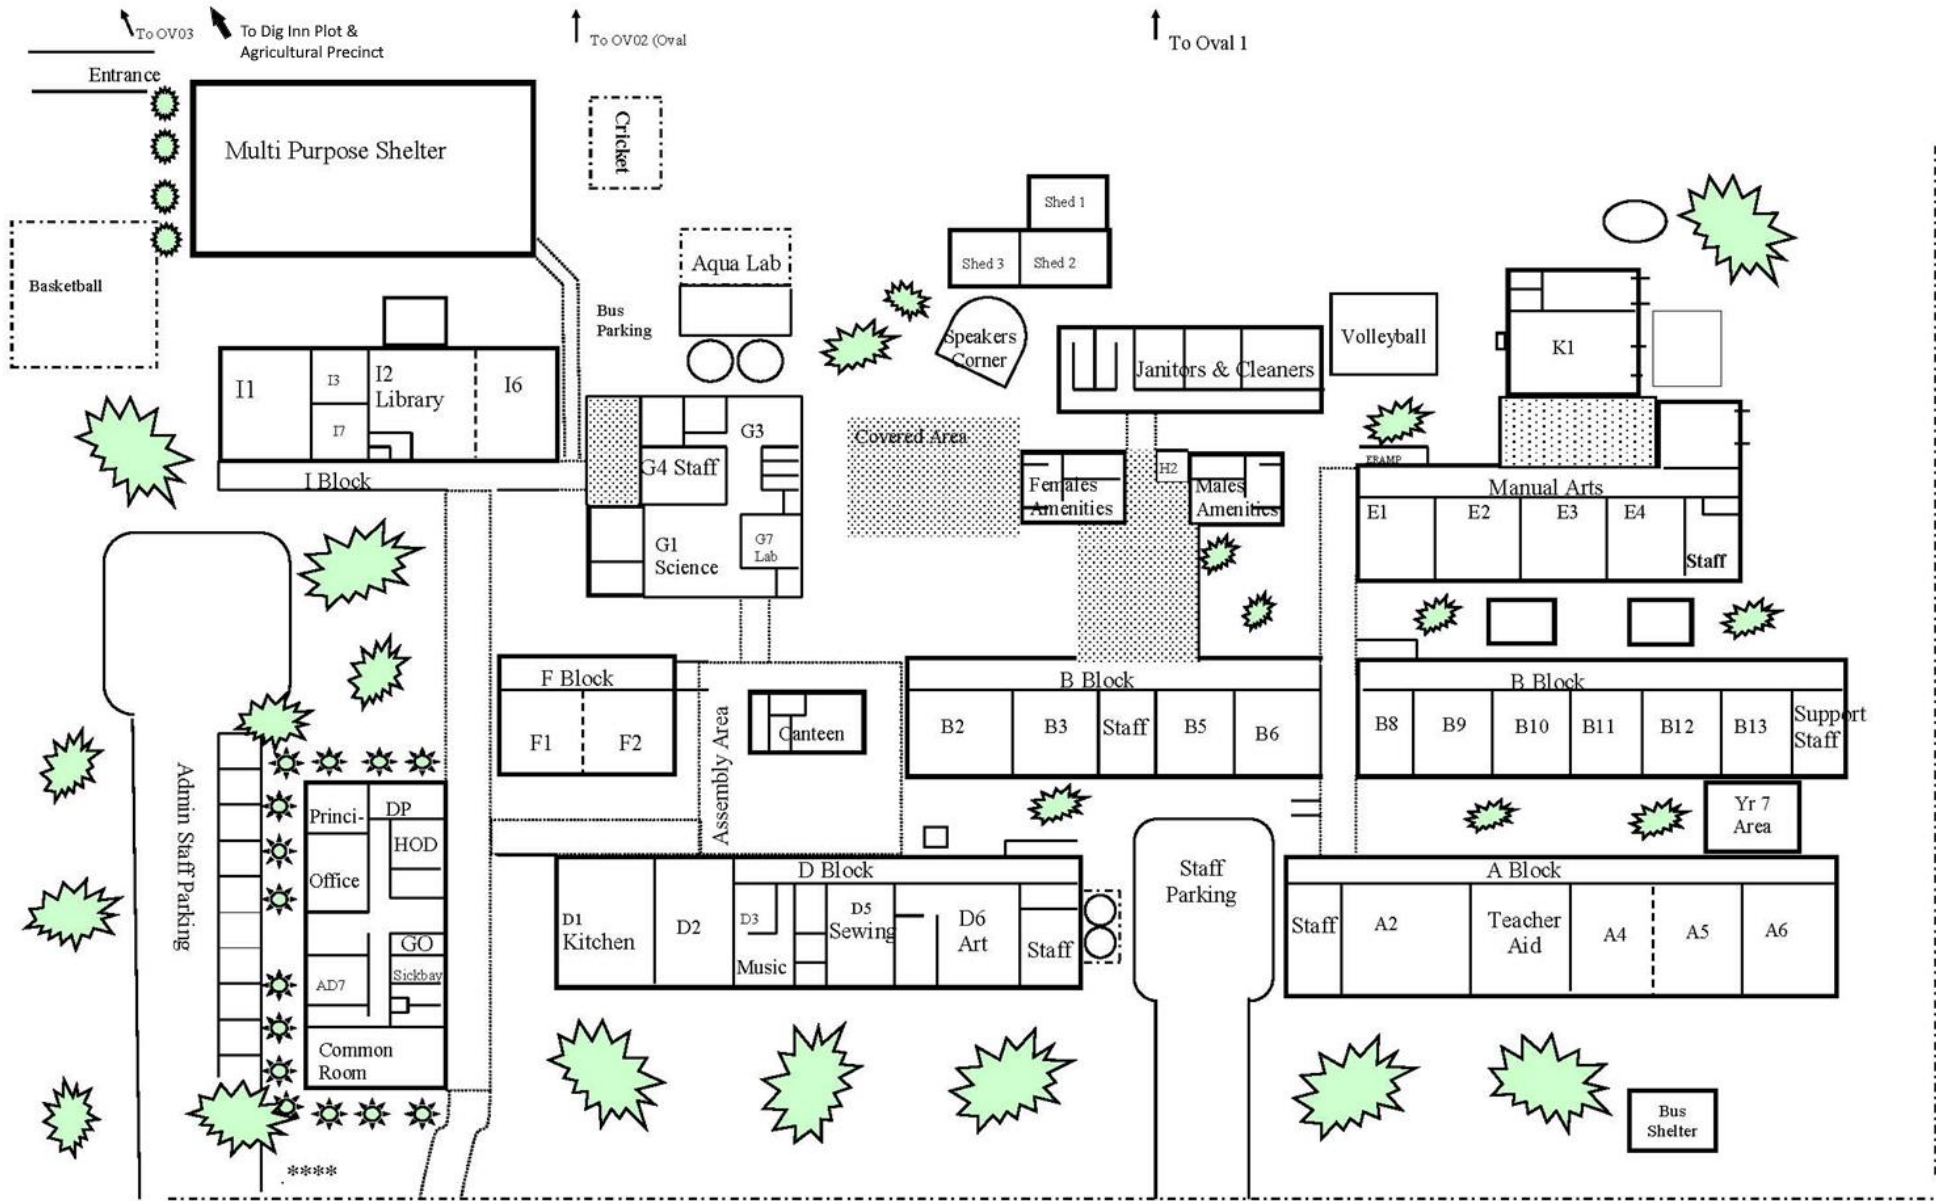 To OV03
To Dig Inn Plot &
Agricultural Precinct
To OV02 (Oval
To Oval 1
Entrance
Multi Purpose Shelter
Cricket
Basketball
Aqua Lab
Bus
Parking
Shed 1
Shed 3
Shed 2
Speakers
Corner
Janitors & Cleaners
Volleyball
K1
I1
I3
I7
I2
Library
I6
I Block
G3
G4 Staff
G1
Science
G7
Lab
Covered Area
Females
Amenities
H2
Males
Amenities
ERAMP
Manual Arts
E1
E2
E3
E4
Staff
F Block
F1
F2
Assembly Area
Canteen
B Block
B2
B3
Staff
B5
B6
B Block
B8
B9
B10
B11
B12
B13
Support
Staff
Yr 7
Area
Admin Staff Parking
Princi-
DP
HOD
Office
GO
Sickbay
AD7
Common
Room
D Block
D1
Kitchen
D2
D3
Music
D5
Sewing
D6
Art
Staff
Staff
Parking
A Block
Staff
A2
Teacher
Aid
A4
A5
A6
Bus
Shelter
****